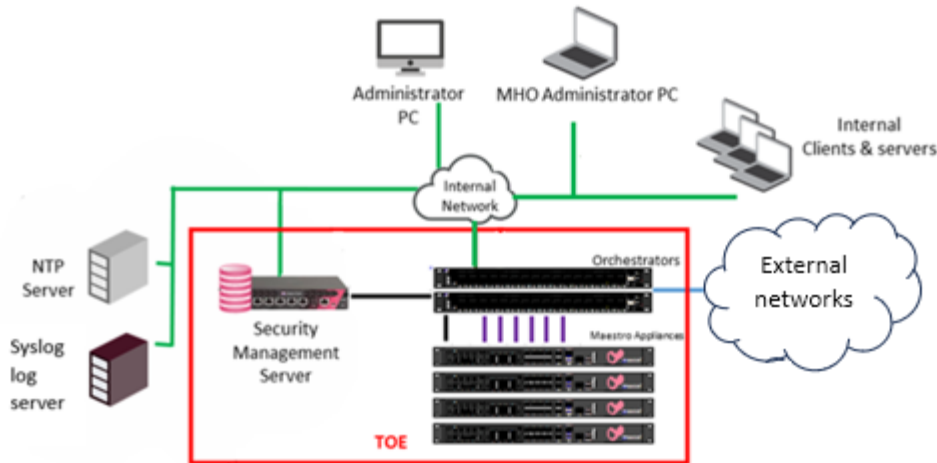 Administrator
PC
MHO Administrator PC
Internal
Clients & servers
Internal
Network
NTP
Server
Orchestrators
External
networks
Security
Management
Server
Maestro Appliances
Syslog
log
server
TOE